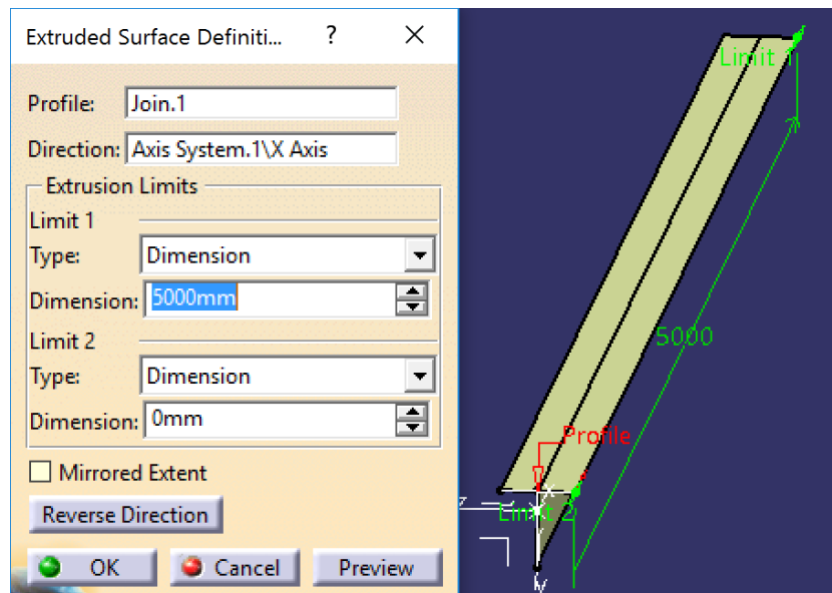 Extruded Surface Definiti... ? ×
Profile: Join.1
Direction: Axis System.1\X Axis
Extrusion Limits
Limit 1
Type: Dimension
Dimension: 5000mm
Limit 2
Type: Dimension
Dimension: 0mm
Mirrored Extent
Reverse Direction
OK Cancel Preview
Limit 1
5000
Profile
X
Limit 2